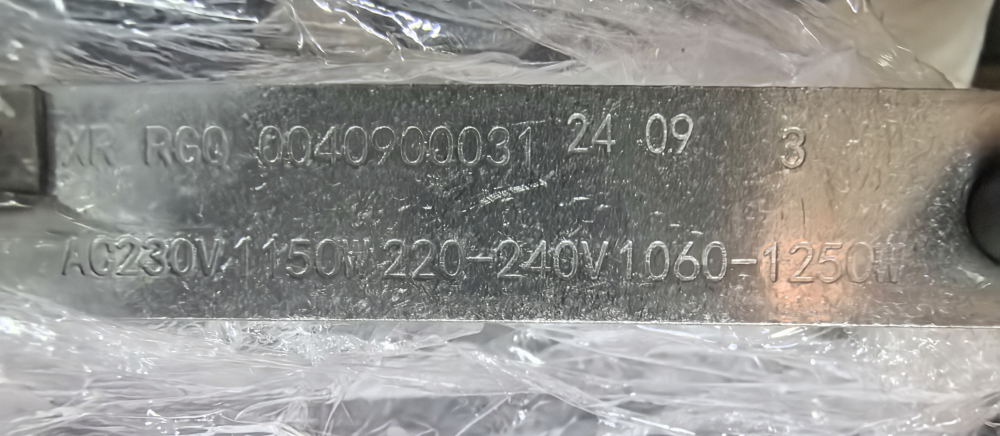 XR RGQ 0040900031 24 09 3
AC230V 1150W 220-240V 1060-1250W